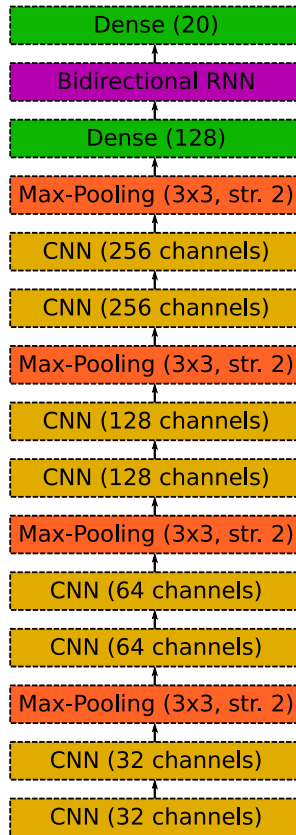 Dense (20)
Bidirectional RNN
Dense (128)
Max-Pooling (3x3, str. 2)
CNN (256 channels)
CNN (256 channels)
Max-Pooling (3x3, str. 2)
CNN (128 channels)
CNN (128 channels)
Max-Pooling (3x3, str. 2)
CNN (64 channels)
CNN (64 channels)
Max-Pooling (3x3, str. 2)
CNN (32 channels)
CNN (32 channels)